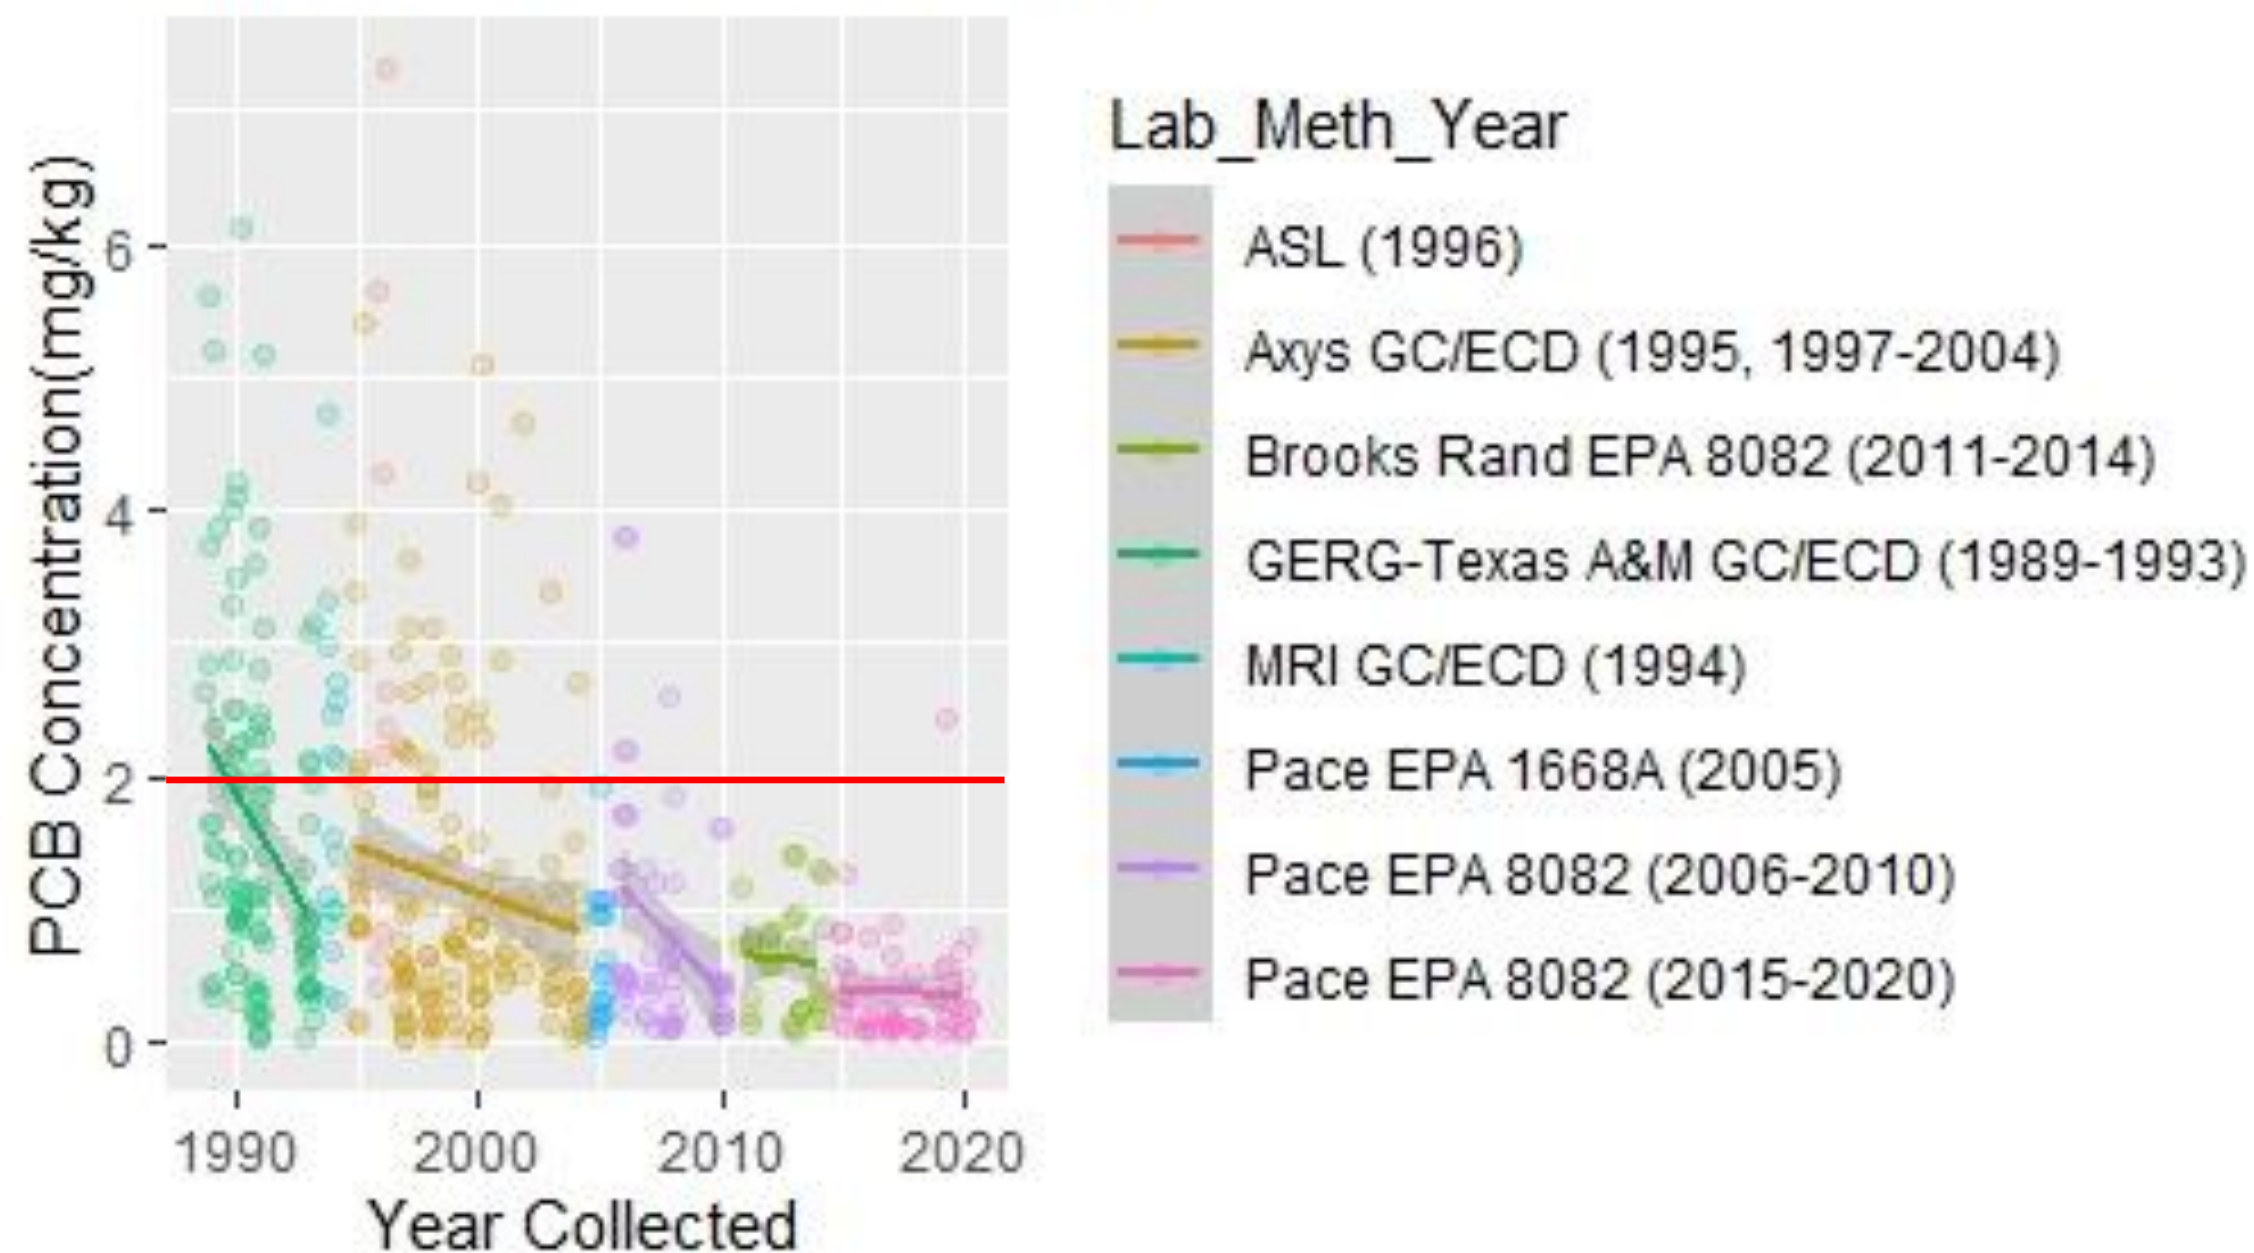 PCB Concentration(mg/kg)
6
4
2
0
1990 2000 2010 2020
Year Collected
Lab_Meth_Year
ASL (1996)
Axys GC/ECD (1995, 1997-2004)
Brooks Rand EPA 8082 (2011-2014)
GERG-Texas A&M GC/ECD (1989-1993)
MRI GC/ECD (1994)
Pace EPA 1668A (2005)
Pace EPA 8082 (2006-2010)
Pace EPA 8082 (2015-2020)